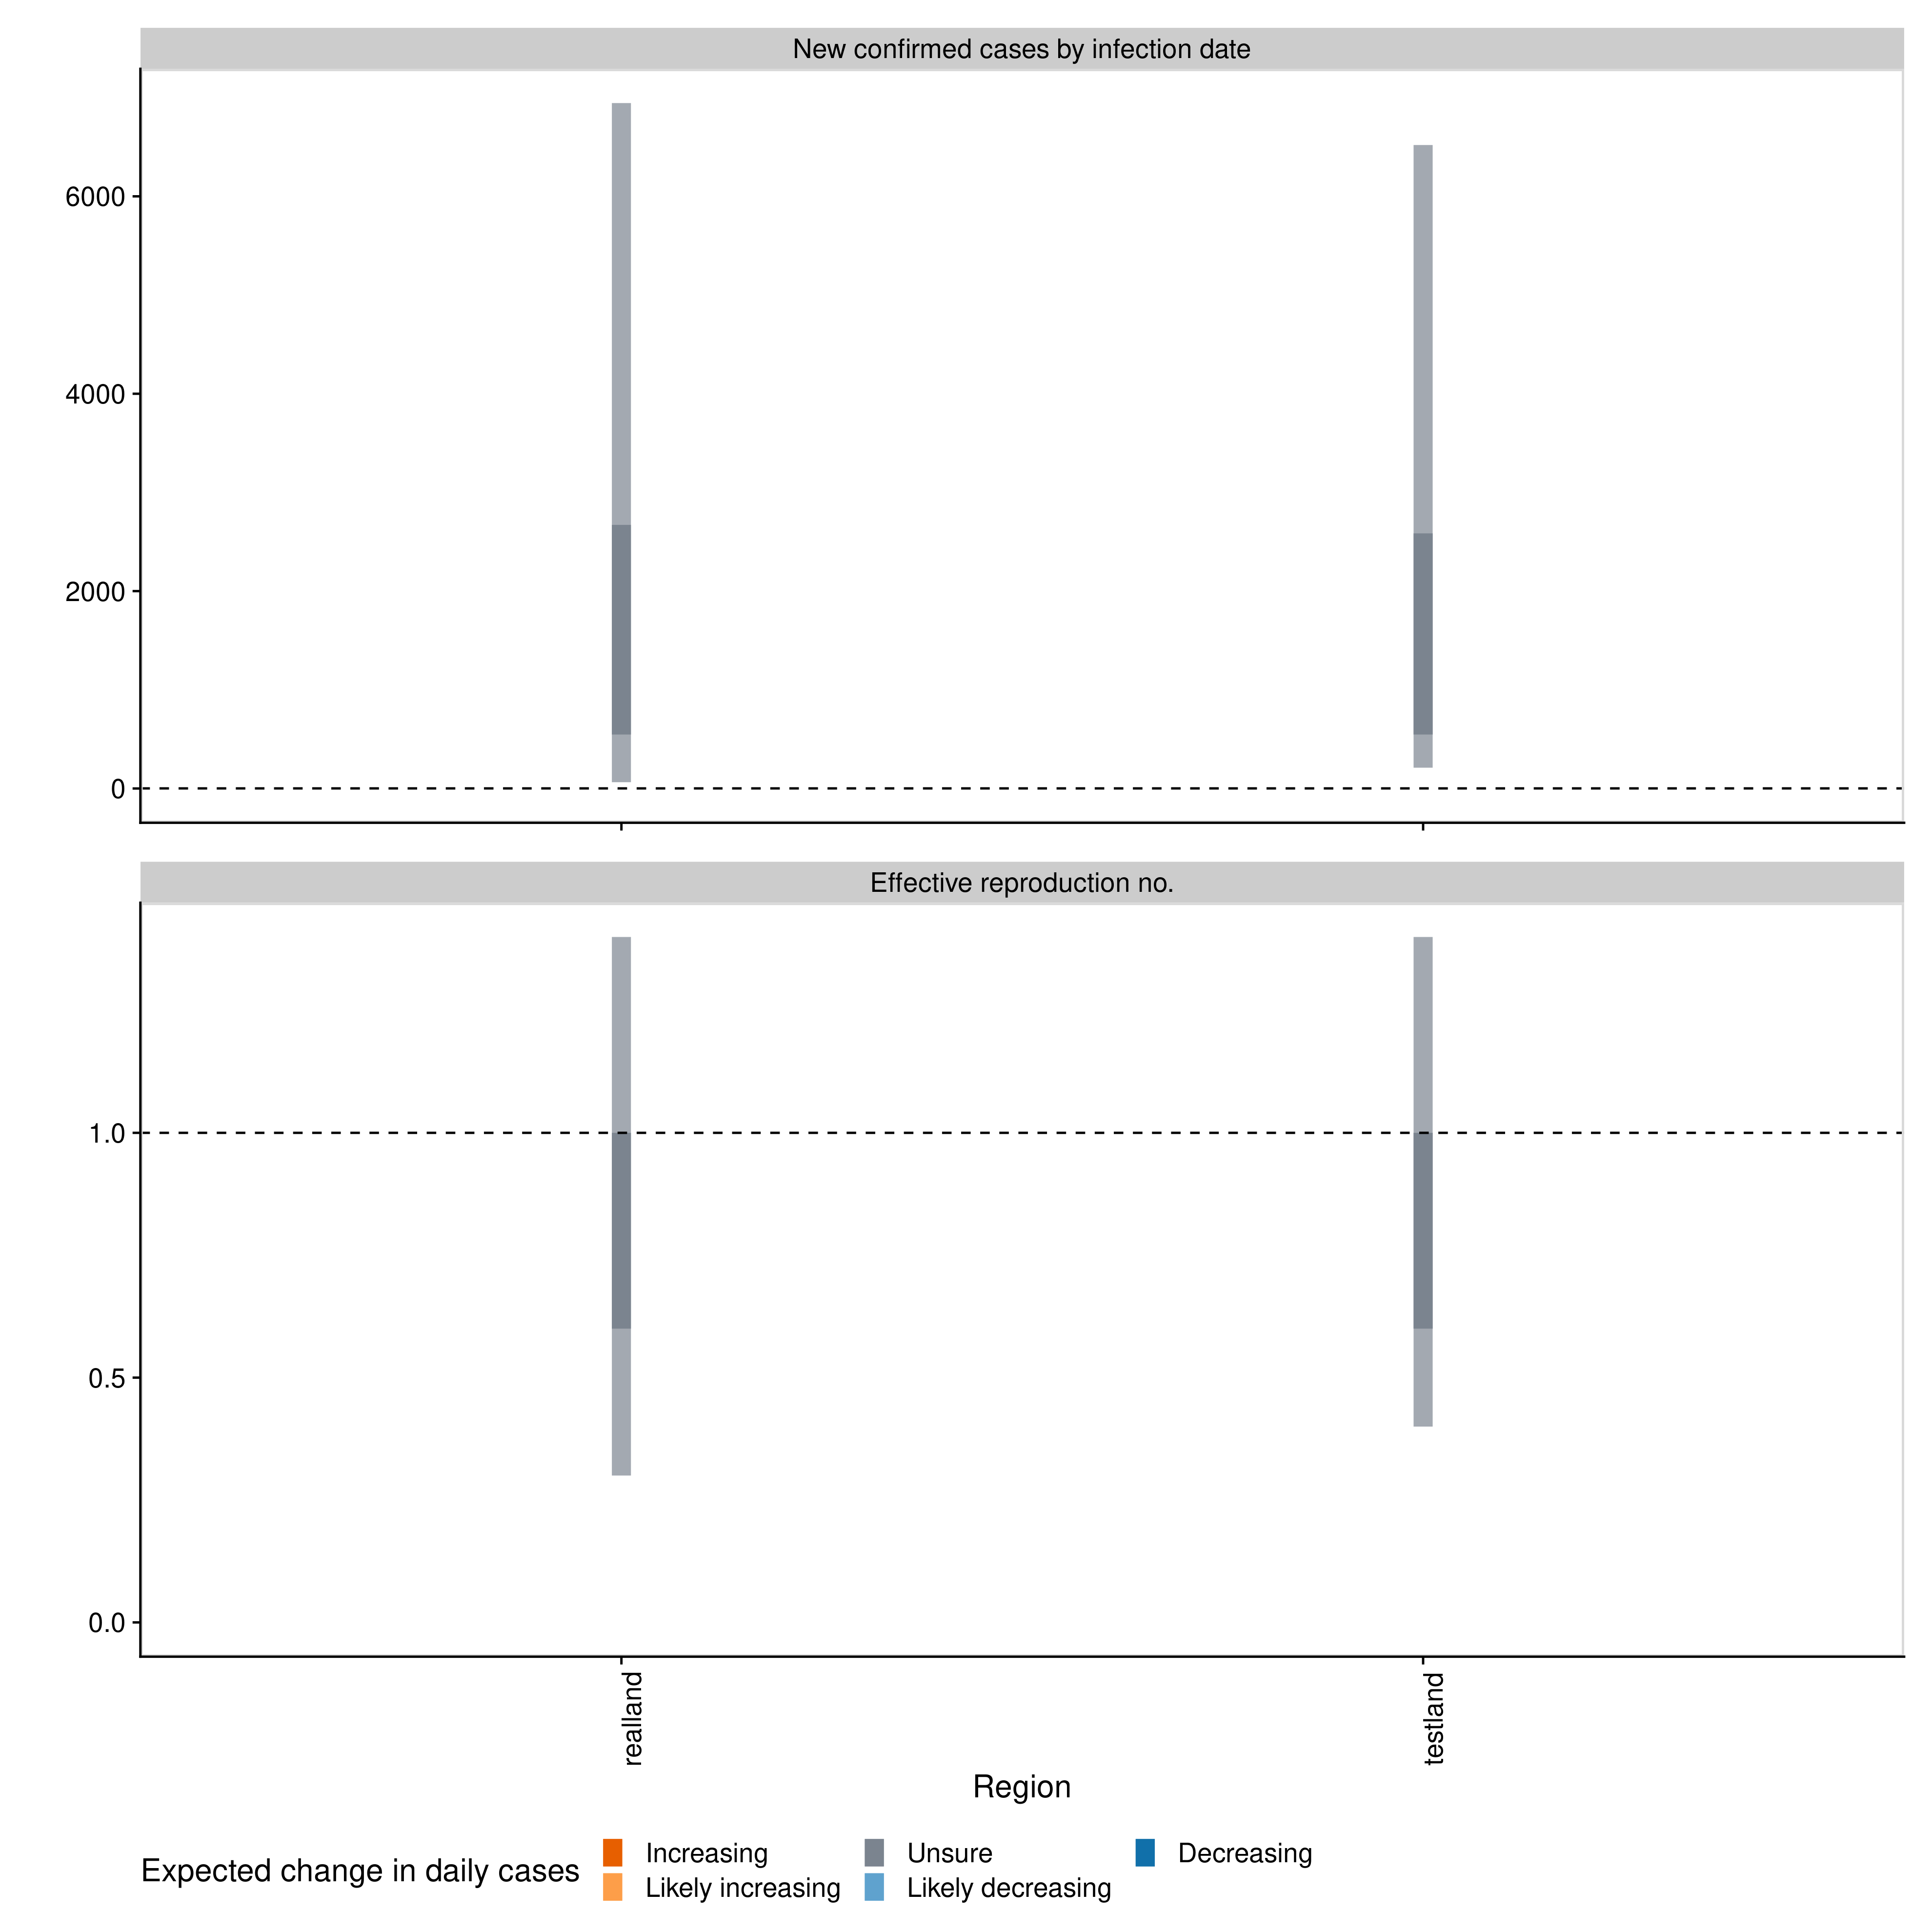 New confirmed cases by infection date
6000
4000
2000
0
Effective reproduction no.
1.0
0.5
0.0
realland
testland
Region
Expected change in daily cases
Increasing
Unsure
Decreasing
Likely increasing
Likely decreasing